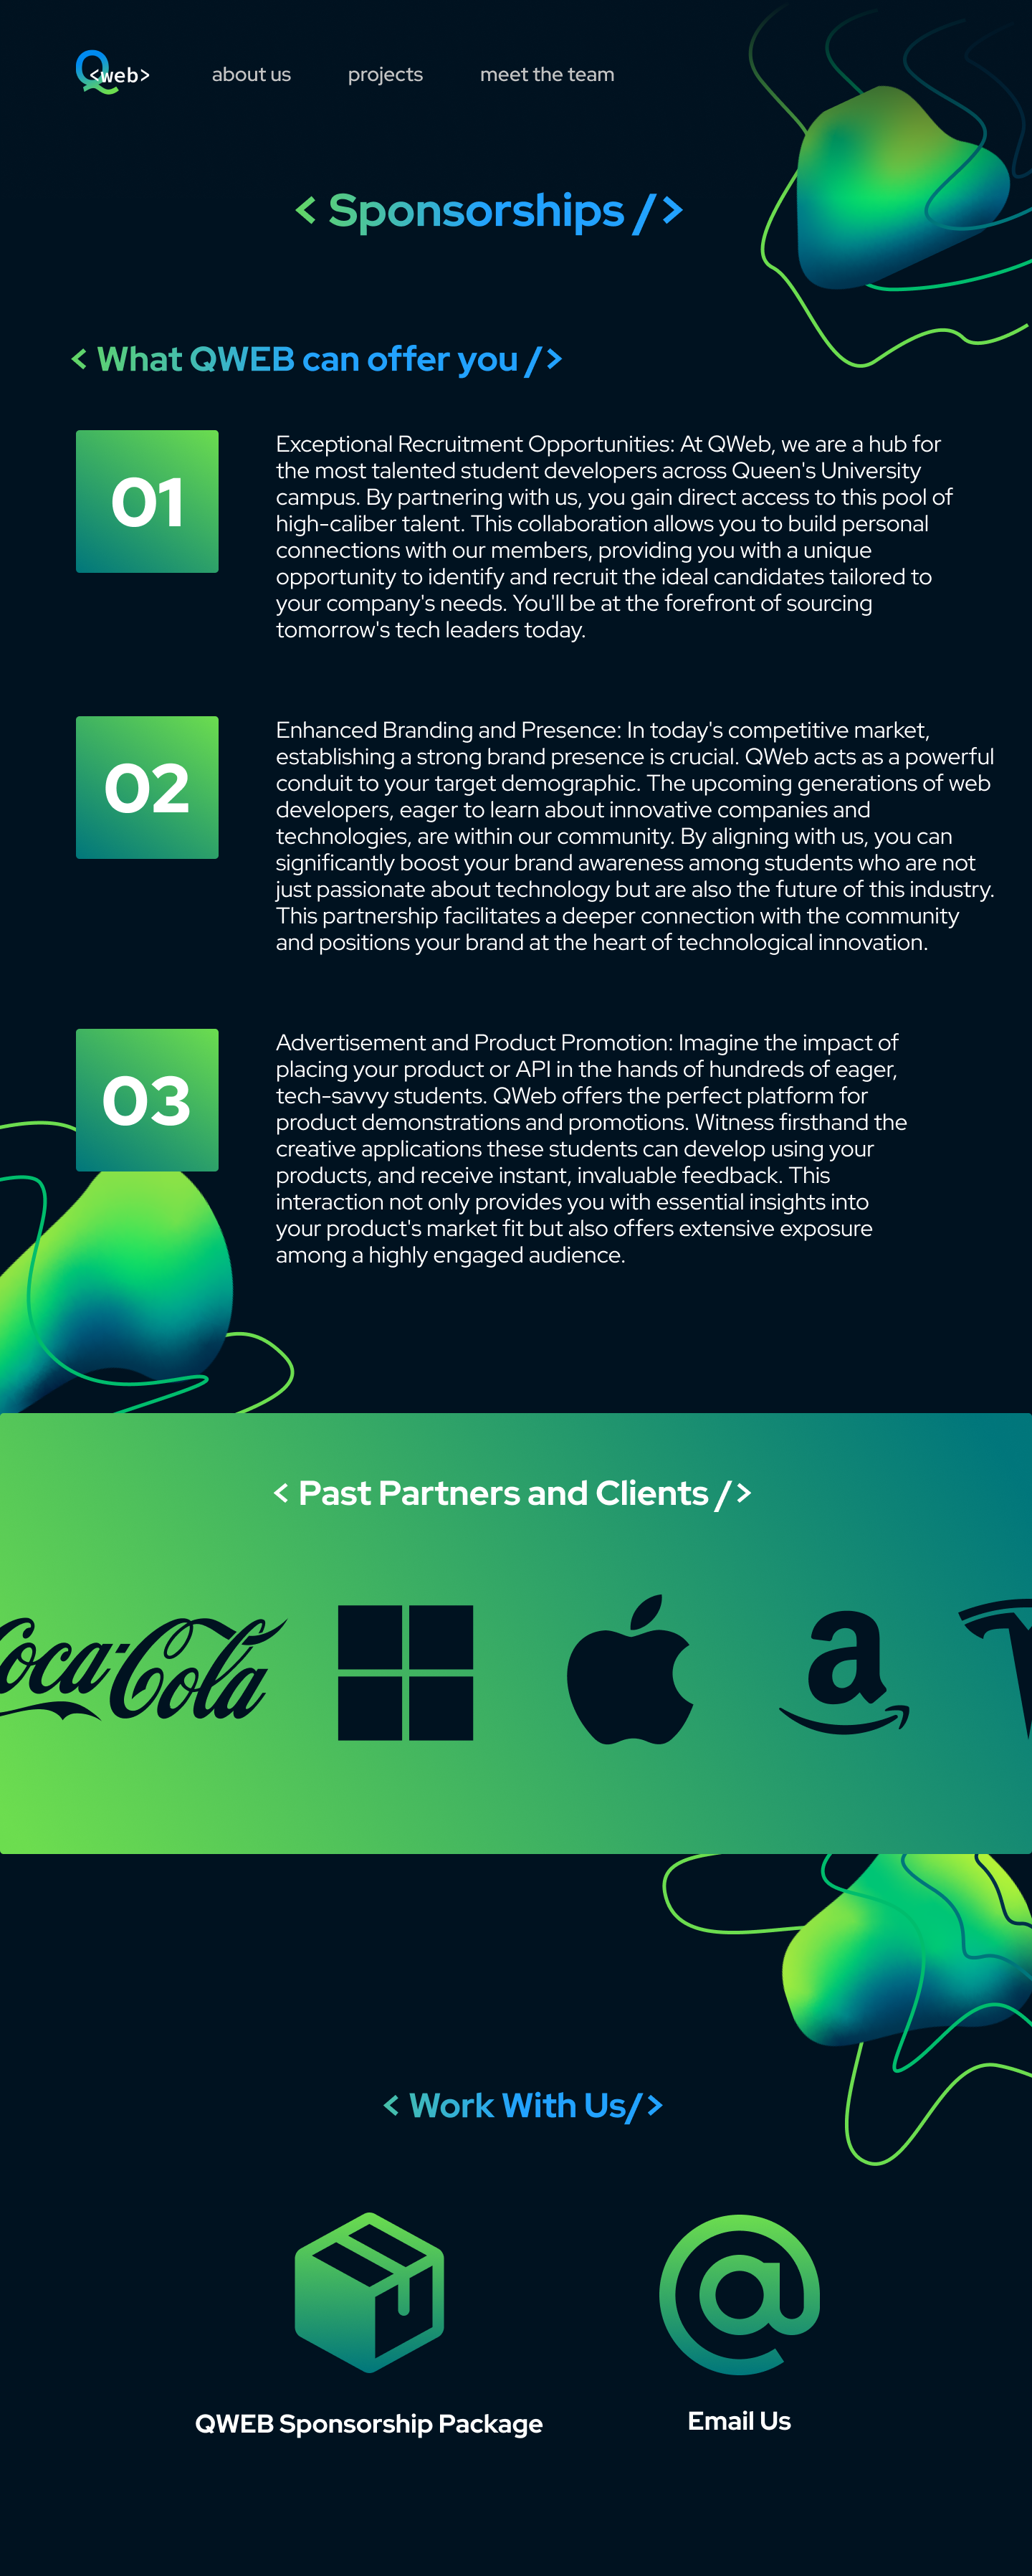 Q<web>
about us
projects
meet the team
< Sponsorships />
< What QWEB can offer you />
01
Exceptional Recruitment Opportunities: At QWeb, we are a hub for
the most talented student developers across Queen's University
campus. By partnering with us, you gain direct access to this pool of
high-caliber talent. This collaboration allows you to build personal
connections with our members, providing you with a unique
opportunity to identify and recruit the ideal candidates tailored to
your company's needs. You'll be at the forefront of sourcing
tomorrow's tech leaders today.
02
Enhanced Branding and Presence: In today's competitive market,
establishing a strong brand presence is crucial. QWeb acts as a powerful
conduit to your target demographic. The upcoming generations of web
developers, eager to learn about innovative companies and
technologies, are within our community. By aligning with us, you can
significantly boost your brand awareness among students who are not
just passionate about technology but are also the future of this industry.
This partnership facilitates a deeper connection with the community
and positions your brand at the heart of technological innovation.
03
Advertisement and Product Promotion: Imagine the impact of
placing your product or API in the hands of hundreds of eager,
tech-savvy students. QWeb offers the perfect platform for
product demonstrations and promotions. Witness firsthand the
creative applications these students can develop using your
products, and receive instant, invaluable feedback. This
interaction not only provides you with essential insights into
your product's market fit but also offers extensive exposure
among a highly engaged audience.
< Past Partners and Clients />
Coca-Cola
a
< Work With Us/>
QWEB Sponsorship Package
Email Us